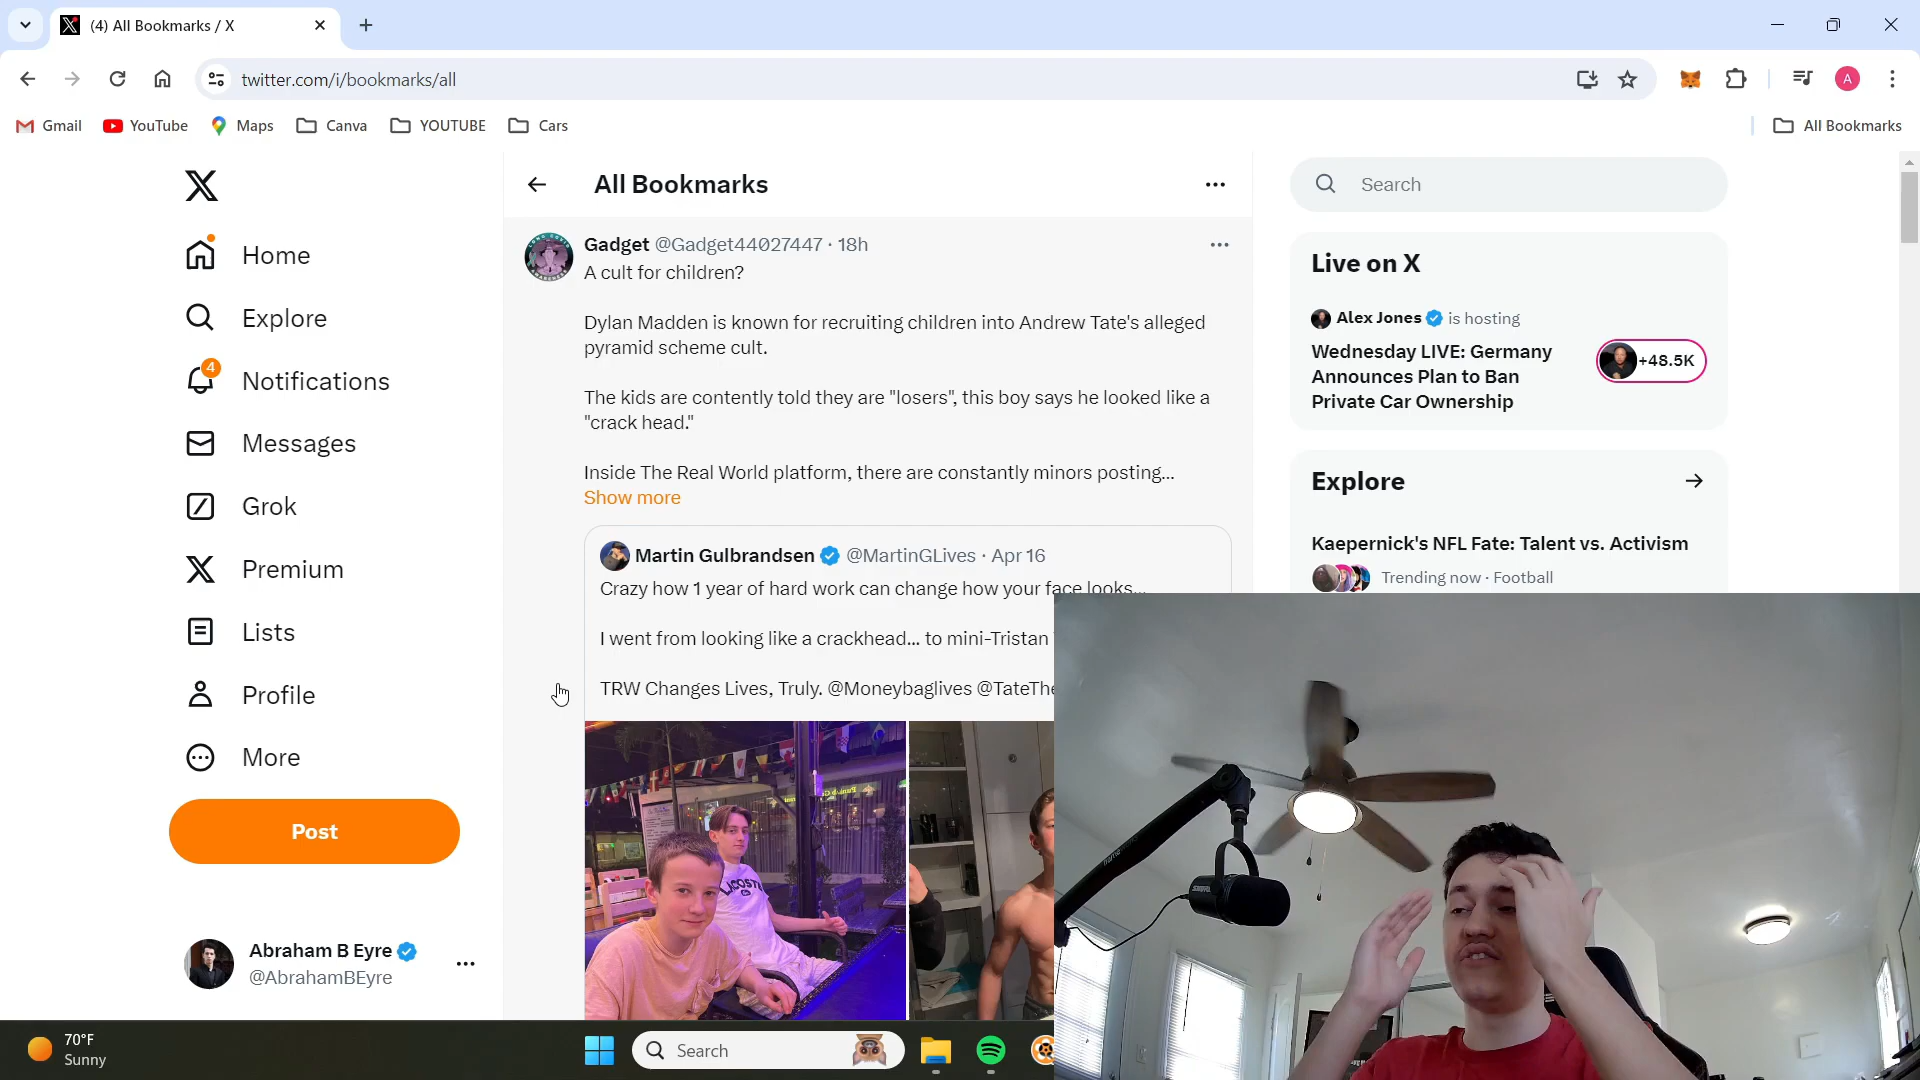 (4) All Bookmarks / X
twitter.com/i/bookmarks/all
A
Gmail
YouTube
Maps
Canva
YOUTUBE
Cars
All Bookmarks
Home
Explore
4
Notifications
Messages
Grok
Premium
Lists
Profile
More
Post
Abraham B Eyre
@AbrahamBEyre
All Bookmarks
Gadget @Gadget44027447 · 18h
A cult for children?
Dylan Madden is known for recruiting children into Andrew Tate's alleged
pyramid scheme cult.
The kids are contently told they are "losers", this boy says he looked like a
"crack head."
Inside The Real World platform, there are constantly minors posting...
Show more
Martin Gulbrandsen @MartinGLives · Apr 16
Crazy how 1 year of hard work can change how your face looks...
I went from looking like a crackhead... to mini-Tristan
TRW Changes Lives, Truly. @Moneybaglives @TateThe
LACOSTE
Search
Live on X
Alex Jones is hosting
Wednesday LIVE: Germany
Announces Plan to Ban
Private Car Ownership
+48.5K
Explore
Kaepernick's NFL Fate: Talent vs. Activism
Trending now · Football
70°F
Sunny
Search